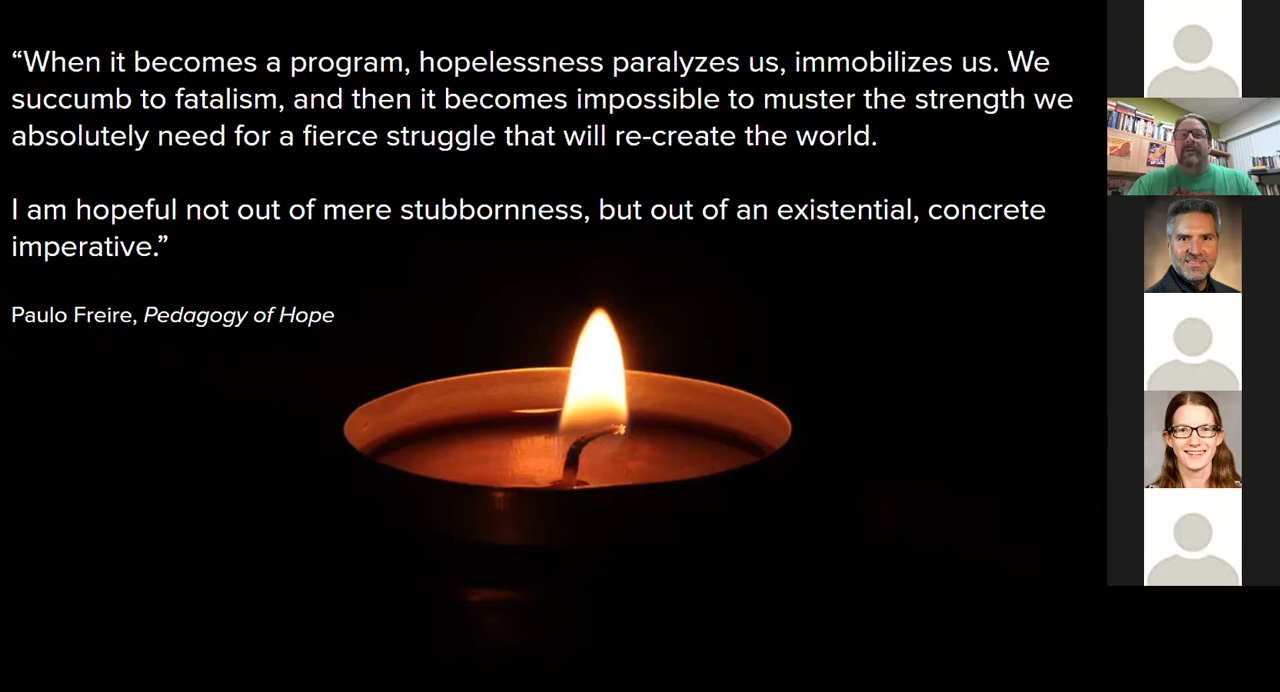 “When it becomes a program, hopelessness paralyzes us, immobilizes us. We
succumb to fatalism, and then it becomes impossible to muster the strength we
absolutely need for a fierce struggle that will re-create the world.
I am hopeful not out of mere stubbornness, but out of an existential, concrete
imperative.”
Paulo Freire, Pedagogy of Hope